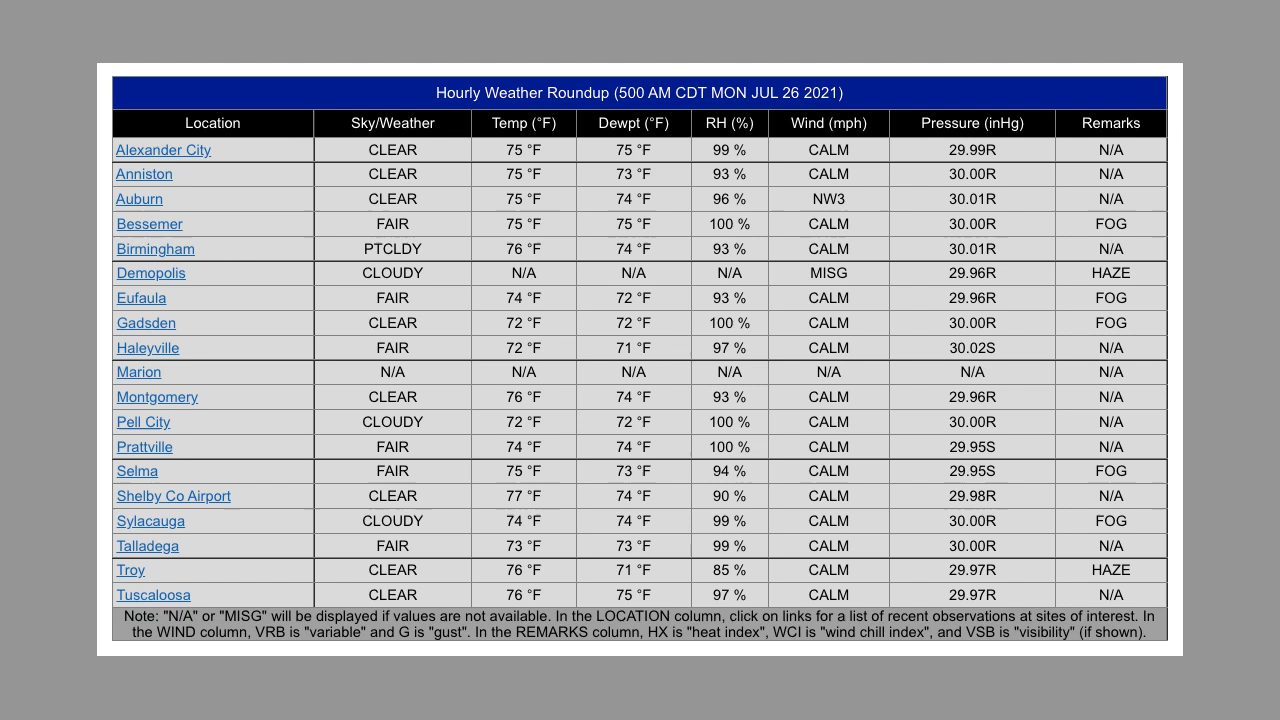 Hourly Weather Roundup (500 AM CDT MON JUL 26 2021)
Location Sky/Weather Temp (°F) Dewpt (°F) RH (%) Wind (mph) Pressure (inHg) Remarks
Alexander City CLEAR 75 °F 75 °F 99 % CALM 29.99R N/A
Anniston CLEAR 75 °F 73 °F 93 % CALM 30.00R N/A
Auburn CLEAR 75 °F 74 °F 96 % NW3 30.01R N/A
Bessemer FAIR 75 °F 75 °F 100 % CALM 30.00R FOG
Birmingham PTCLDY 76 °F 74 °F 93 % CALM 30.01R N/A
Demopolis CLOUDY N/A N/A N/A MISG 29.96R HAZE
Eufaula FAIR 74 °F 72 °F 93 % CALM 29.96R FOG
Gadsden CLEAR 72 °F 72 °F 100 % CALM 30.00R FOG
Haleyville FAIR 72 °F 71 °F 97 % CALM 30.02S N/A
Marion N/A N/A N/A N/A N/A N/A N/A
Montgomery CLEAR 76 °F 74 °F 93 % CALM 29.96R N/A
Pell City CLOUDY 72 °F 72 °F 100 % CALM 30.00R N/A
Prattville FAIR 74 °F 74 °F 100 % CALM 29.95S N/A
Selma FAIR 75 °F 73 °F 94 % CALM 29.95S FOG
Shelby Co Airport CLEAR 77 °F 74 °F 90 % CALM 29.98R N/A
Sylacauga CLOUDY 74 °F 74 °F 99 % CALM 30.00R FOG
Talladega FAIR 73 °F 73 °F 99 % CALM 30.00R N/A
Troy CLEAR 76 °F 71 °F 85 % CALM 29.97R HAZE
Tuscaloosa CLEAR 76 °F 75 °F 97 % CALM 29.97R N/A
Note: "N/A" or "MISG" will be displayed if values are not available. In the LOCATION column, click on links for a list of recent observations at sites of interest. In
the WIND column, VRB is "variable" and G is "gust". In the REMARKS column, HX is "heat index", WCI is "wind chill index", and VSB is "visibility" (if shown).